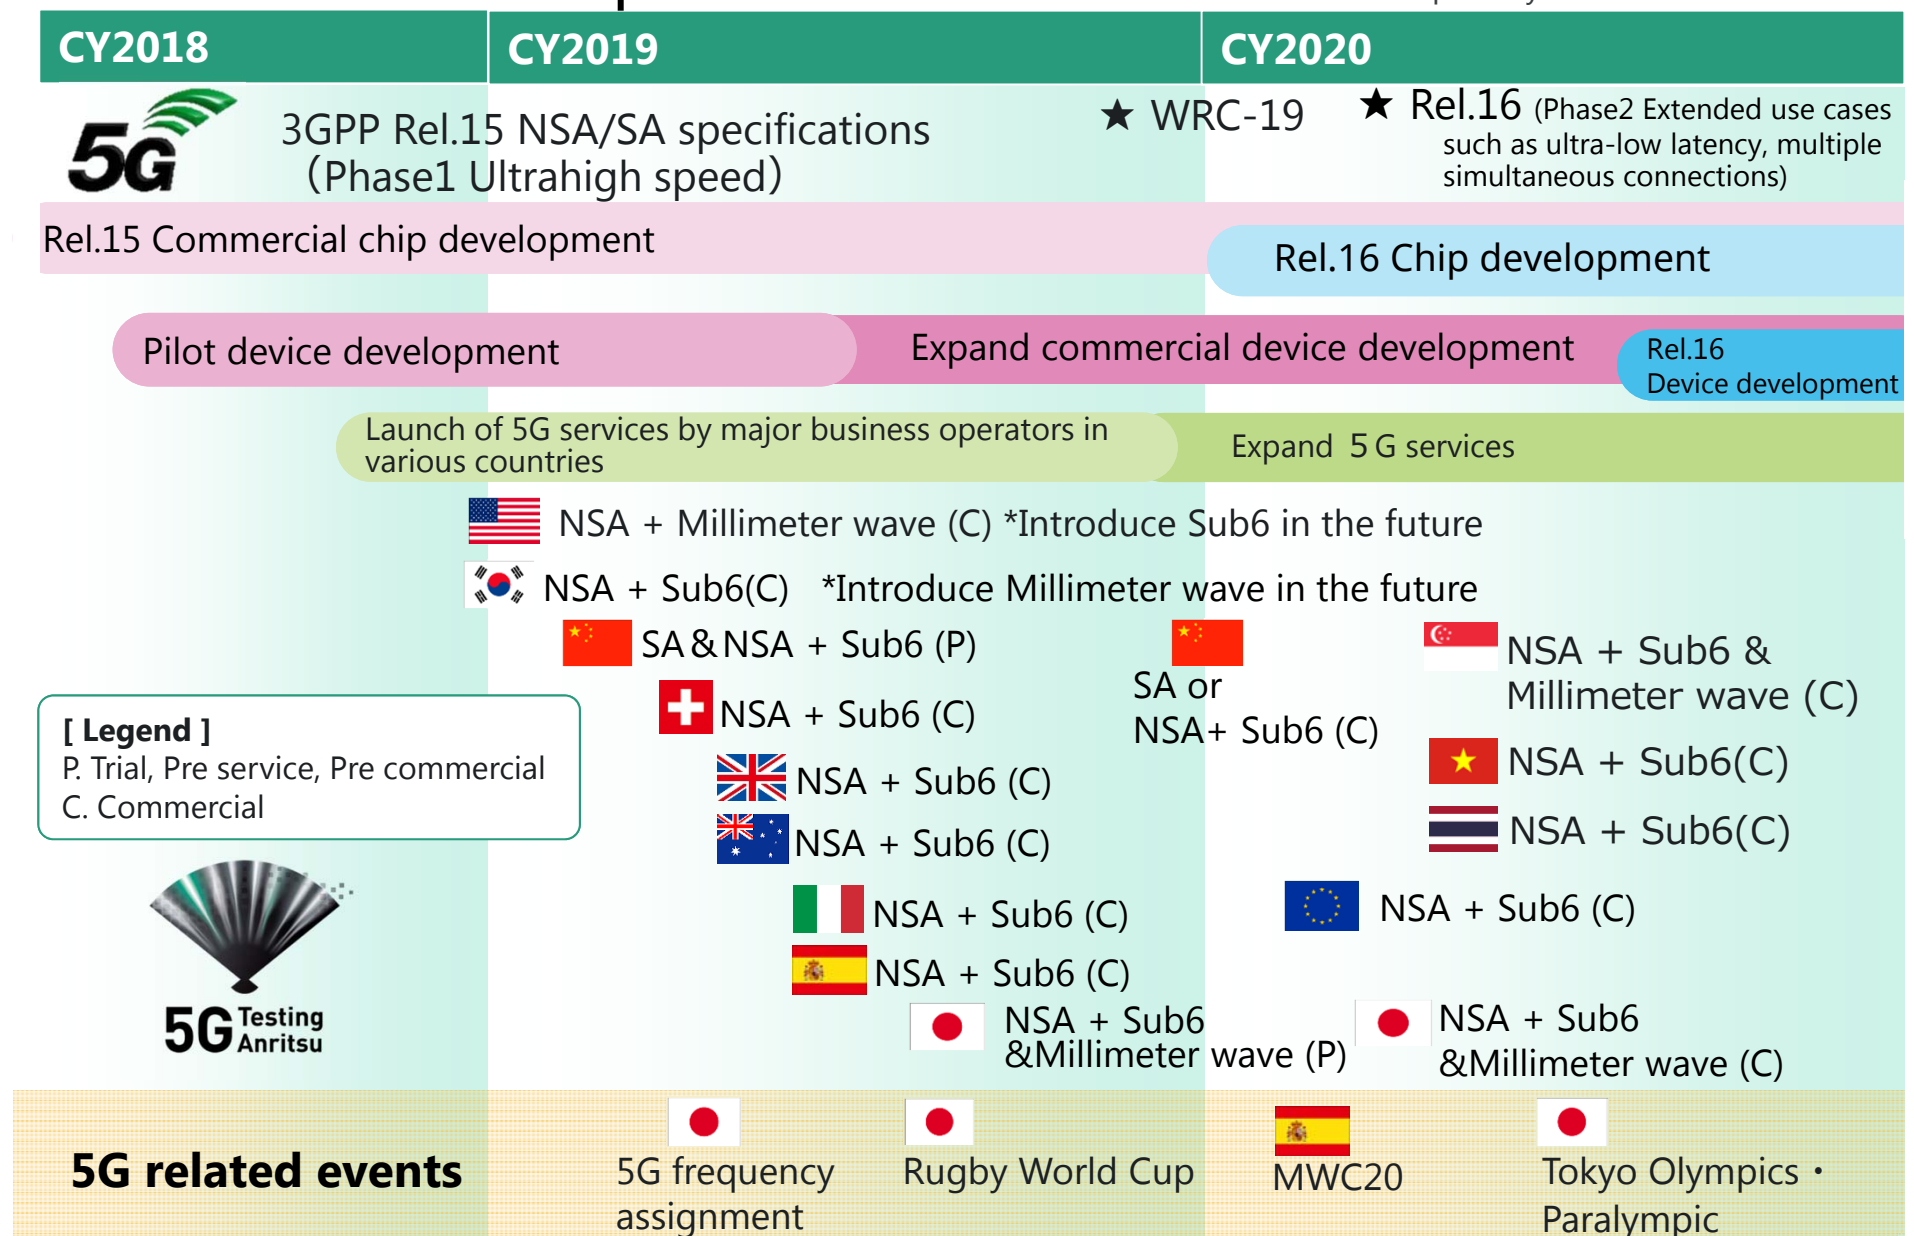 CY2018
CY2019
CY2020
5G
3GPP Rel.15 NSA/SA specifications
（Phase1 Ultrahigh speed）
★ WRC-19
★ Rel.16 (Phase2 Extended use cases
such as ultra-low latency, multiple
simultaneous connections)
Rel.15 Commercial chip development
Rel.16 Chip development
Pilot device development
Expand commercial device development
Rel.16
Device development
Launch of 5G services by major business operators in
various countries
Expand ５G services
NSA + Millimeter wave (C) *Introduce Sub6 in the future
NSA + Sub6(C) *Introduce Millimeter wave in the future
SA＆NSA + Sub6 (P)
SA or
NSA+ Sub6 (C)
NSA + Sub6 &
Millimeter wave (C)
NSA + Sub6 (C)
NSA + Sub6(C)
[ Legend ]
P. Trial, Pre service, Pre commercial
C. Commercial
NSA + Sub6 (C)
NSA + Sub6 (C)
NSA + Sub6(C)
NSA + Sub6 (C)
NSA + Sub6 (C)
NSA + Sub6 (C)
NSA + Sub6
&Millimeter wave (P)
NSA + Sub6
&Millimeter wave (C)
5G Testing
Anritsu
5G related events
5G frequency
assignment
Rugby World Cup
MWC20
Tokyo Olympics・
Paralympic